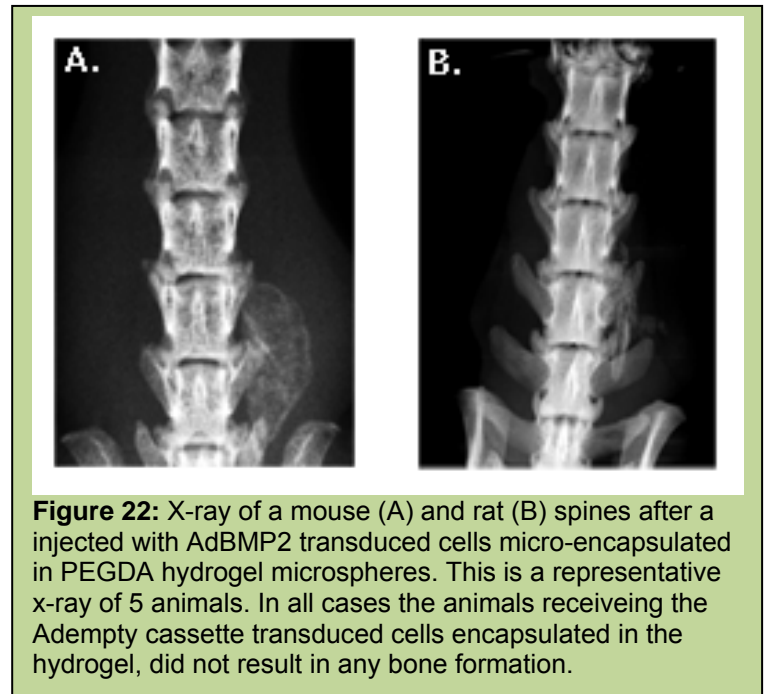 A.
B.
Figure 22: X-ray of a mouse (A) and rat (B) spines after a
injected with AdBMP2 transduced cells micro-encapsulated
in PEGDA hydrogel microspheres. This is a representative
x-ray of 5 animals. In all cases the animals receiveing the
Adempty cassette transduced cells encapsulated in the
hydrogel, did not result in any bone formation.